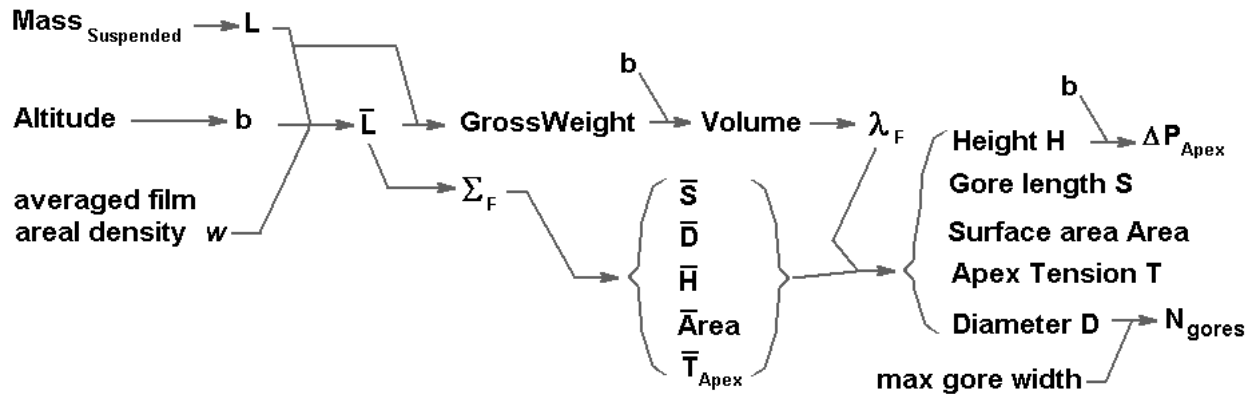 Mass Suspended L
Altitude b L̄ GrossWeight b Volume λF
averaged film
areal density w
ΣF
S̄
D̄
H̄
Ārea
T̄Apex
b
Height H ΔPApex
Gore length S
Surface area Area
Apex Tension T
Diameter D Ngores
max gore width